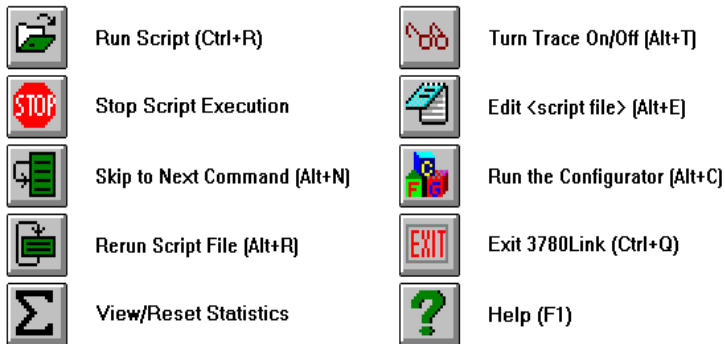 Run Script (Ctrl+R)
STOP
Stop Script Execution
Skip to Next Command (Alt+N)
Rerun Script File (Alt+R)
Σ
View/Reset Statistics
Turn Trace On/Off (Alt+T)
Edit <script file> (Alt+E)
C
F G
Run the Configurator (Alt+C)
EXIT
Exit 3780Link (Ctrl+Q)
?
Help (F1)